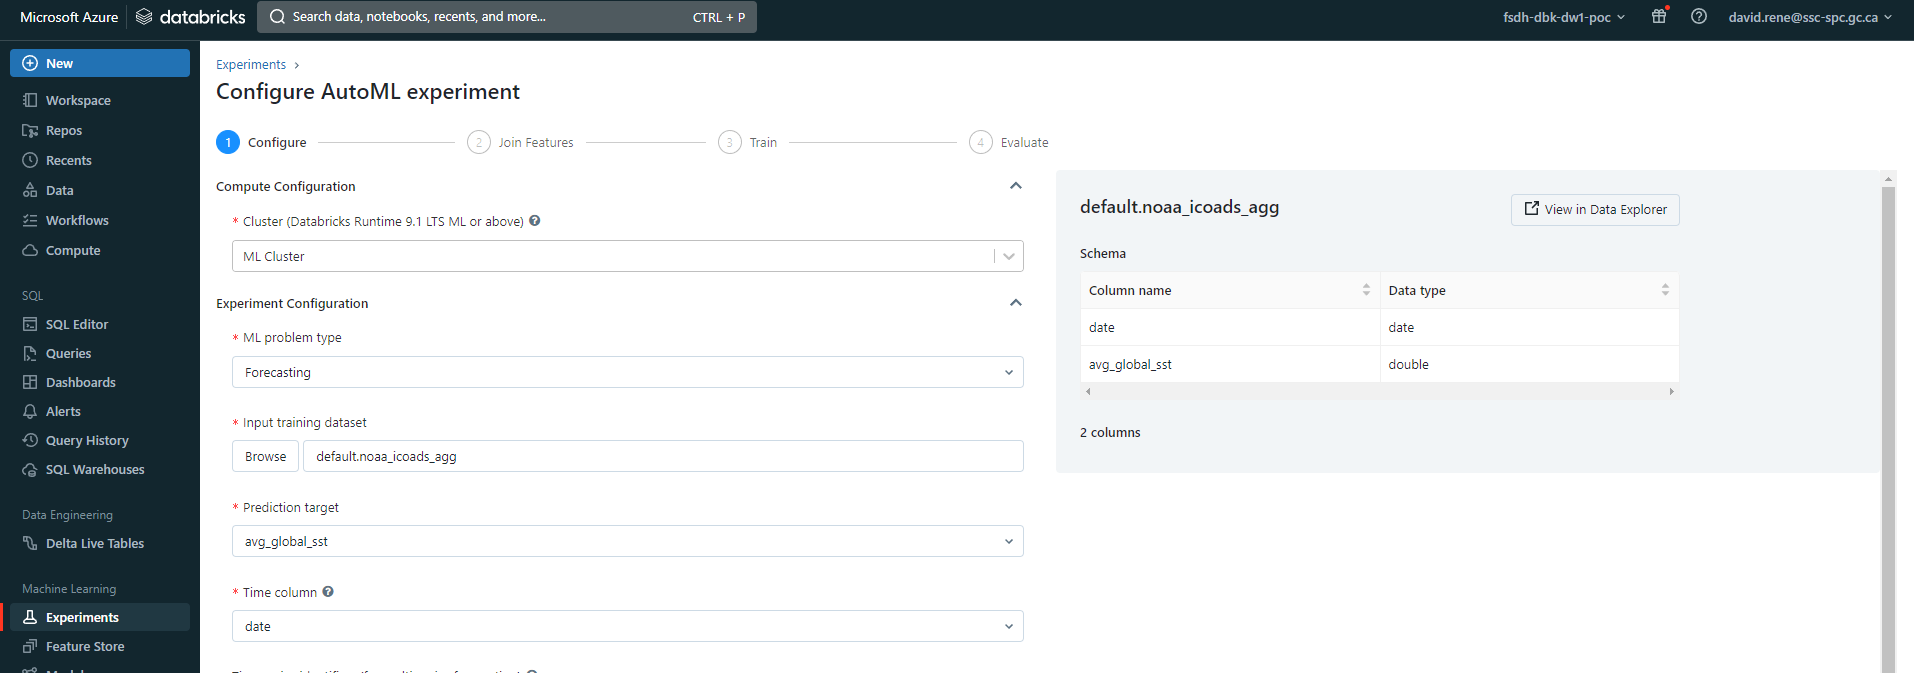 Microsoft Azure databricks Search data, notebooks, recents, and more... CTRL + P fsdh-dbk-dw1-poc david.rene@ssc-spc.gc.ca
New
Workspace
Repos
Recents
Data
Workflows
Compute
SQL
SQL Editor
Queries
Dashboards
Alerts
Query History
SQL Warehouses
Data Engineering
Delta Live Tables
Machine Learning
Experiments
Feature Store
Experiments >
Configure AutoML experiment
1 Configure 2 Join Features 3 Train 4 Evaluate
Compute Configuration
* Cluster (Databricks Runtime 9.1 LTS ML or above) ?
ML Cluster
Experiment Configuration
* ML problem type
Forecasting
* Input training dataset
Browse default.noaa_icoads_agg
* Prediction target
avg_global_sst
* Time column ?
date
default.noaa_icoads_agg View in Data Explorer
Schema
Column name Data type
date date
avg_global_sst double
2 columns